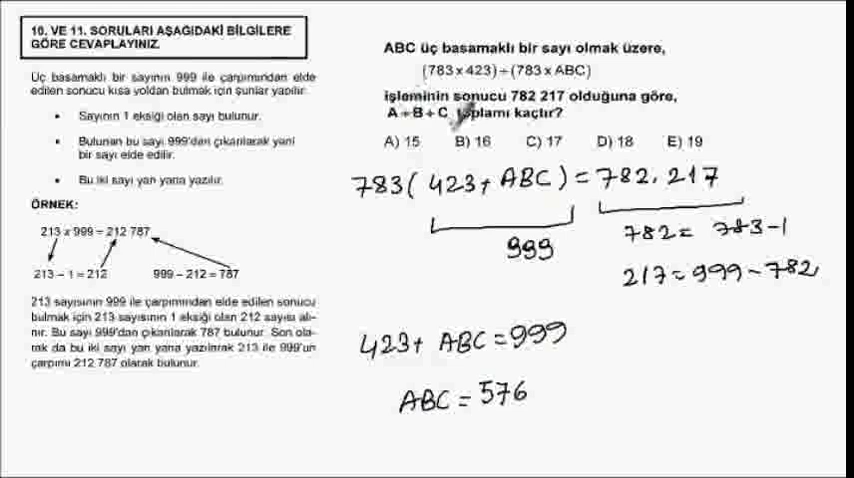 10. VE 11. SORULARI AŞAĞIDAKİ BİLGİLERE
GÖRE CEVAPLAYINIZ.
Üç basamaklı bir sayının 999 ile çarpımından elde
edilen sonucu kısa yoldan bulmak için şunlar yapılır.
• Sayının 1 eksiği olan sayı bulunur.
• Bulunan bu sayı 999'dan çıkarılarak yeni
bir sayı elde edilir.
• Bu iki sayı yan yana yazılır.
ÖRNEK:
213 x 999 = 212 787
213 – 1 = 212 999 – 212 = 787
213 sayısının 999 ile çarpımından elde edilen sonucu
bulmak için 213 sayısının 1 eksiği olan 212 sayısı alı-
nır. Bu sayı 999'dan çıkarılarak 787 bulunur. Son ola-
rak da bu iki sayı yan yana yazılarak 213 ile 999'un
çarpımı 212 787 olarak bulunur.
ABC üç basamaklı bir sayı olmak üzere,
(783 x 423) + (783 x ABC)
işleminin sonucu 782 217 olduğuna göre,
A + B + C toplamı kaçtır?
A) 15 B) 16 C) 17 D) 18 E) 19
783 ( 423 + ABC ) = 782.217
999
782 = 783 - 1
217 = 999 - 782
423 + ABC = 999
ABC = 576